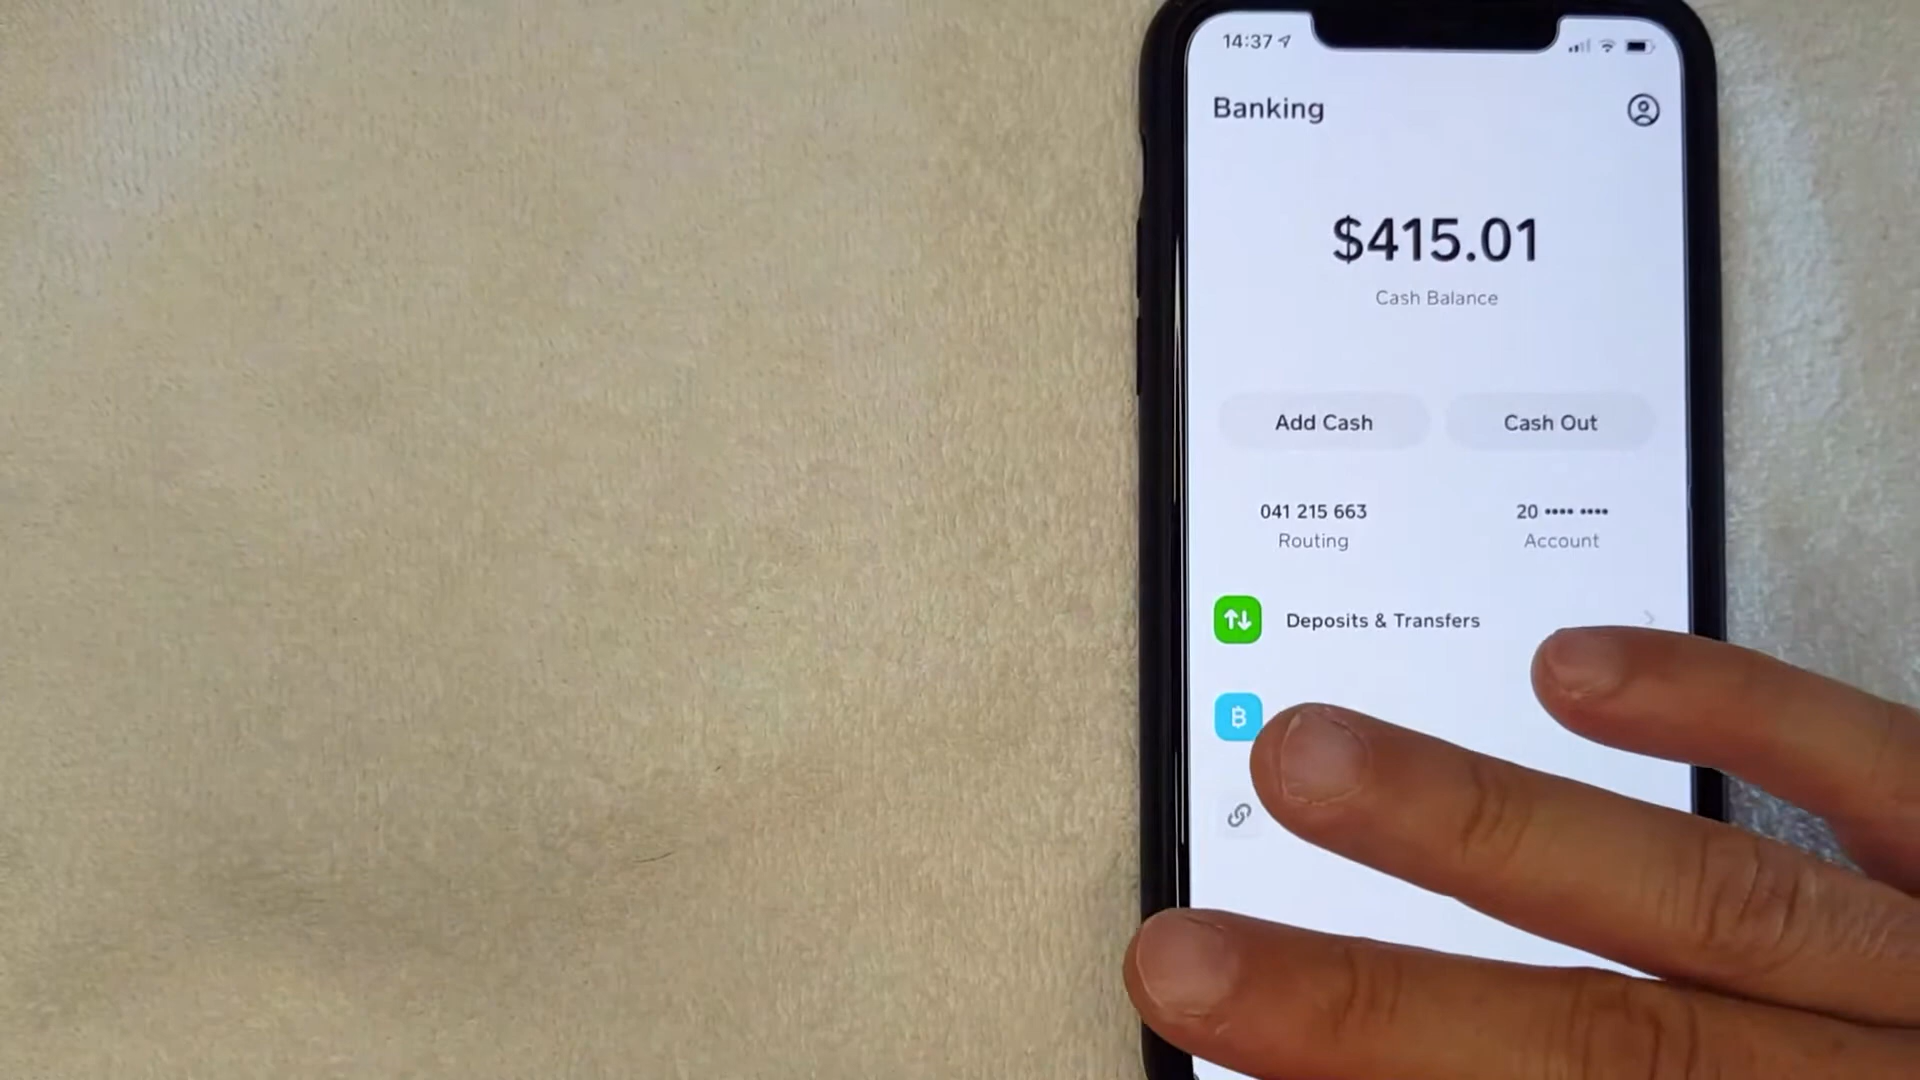 14:37
Banking
$415.01
Cash Balance
Add Cash Cash Out
041 215 663 20 •••• ••••
Routing Account
Deposits & Transfers